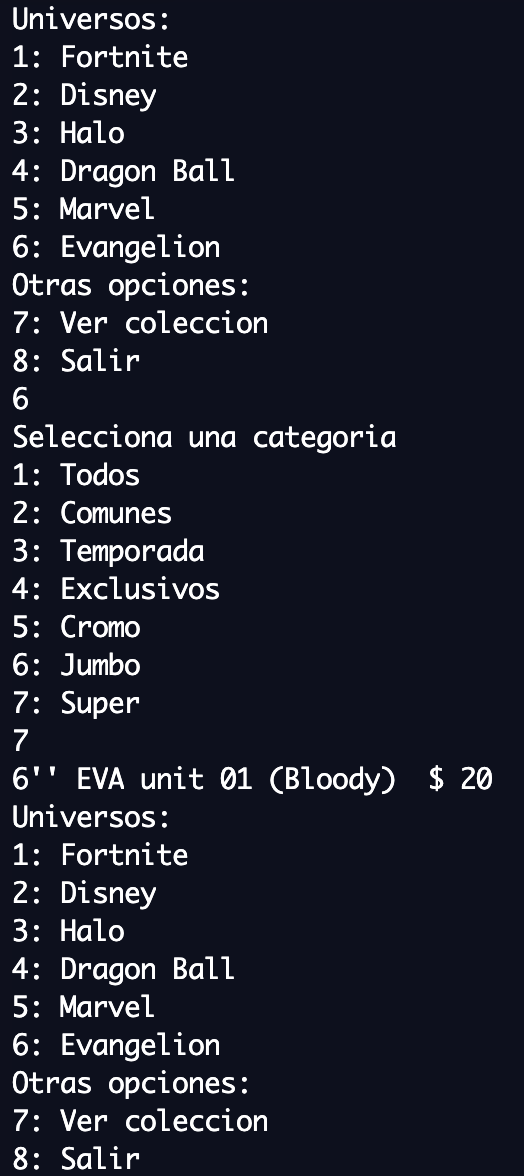 Universos:
1: Fortnite
2: Disney
3: Halo
4: Dragon Ball
5: Marvel
6: Evangelion
Otras opciones:
7: Ver coleccion
8: Salir
6
Selecciona una categoria
1: Todos
2: Comunes
3: Temporada
4: Exclusivos
5: Cromo
6: Jumbo
7: Super
7
6'' EVA unit 01 (Bloody)  $ 20
Universos:
1: Fortnite
2: Disney
3: Halo
4: Dragon Ball
5: Marvel
6: Evangelion
Otras opciones:
7: Ver coleccion
8: Salir